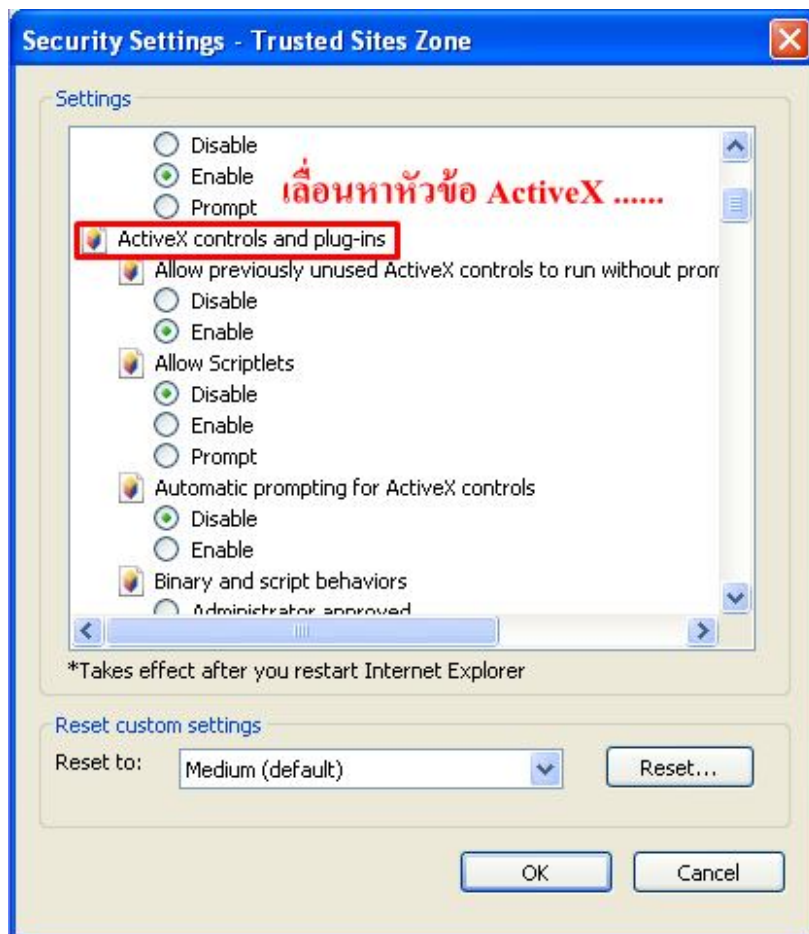 Security Settings - Trusted Sites Zone
Settings
Disable
Enable
เลื่อนหาหัวข้อ ActiveX ......
Prompt
ActiveX controls and plug-ins
Allow previously unused ActiveX controls to run without prom
Disable
Enable
Allow Scriptlets
Disable
Enable
Prompt
Automatic prompting for ActiveX controls
Disable
Enable
Binary and script behaviors
Administrator approved
*Takes effect after you restart Internet Explorer
Reset custom settings
Reset to:
Medium (default)
Reset...
OK
Cancel